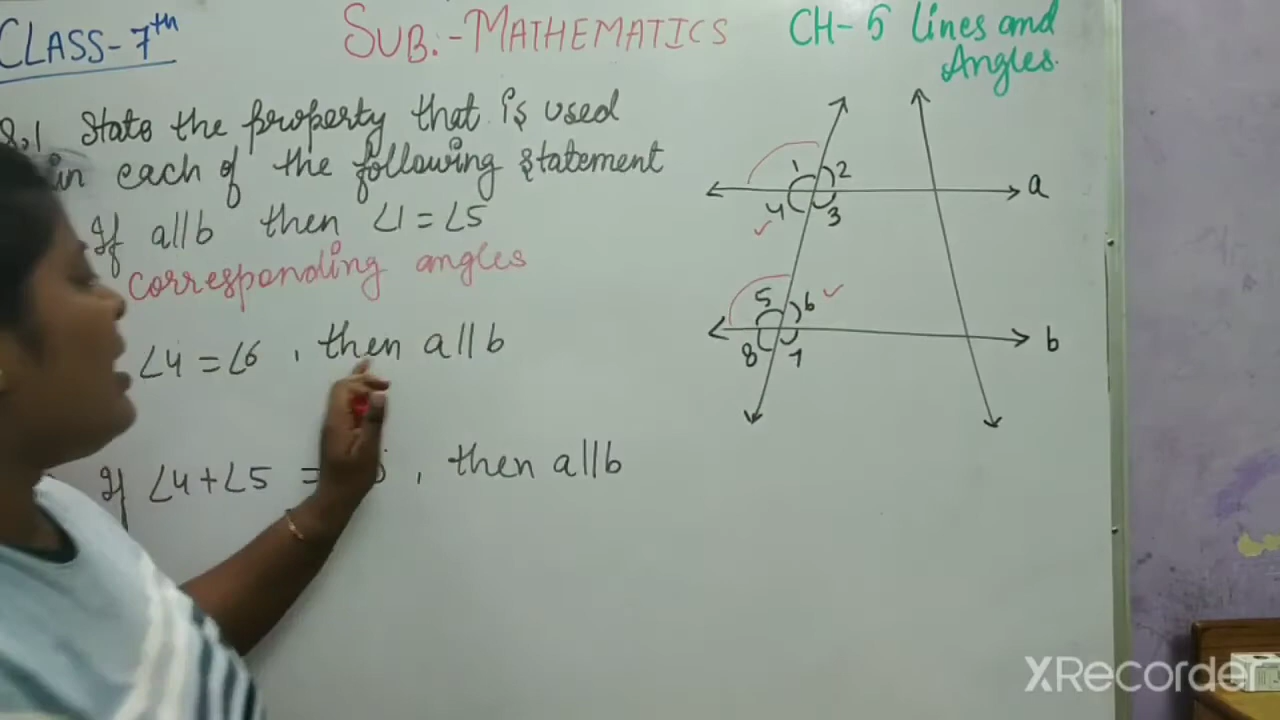 CLASS-7th
SUB.:-MATHEMATICS
CH-5 Lines and
Angles.
Q.1 State the property that is used
in each of the following statement
If a||b then ∠1=∠5
corresponding angles
∠4=∠6, then a||b
If ∠4+∠5 = , then a||b
1 2
4 3
a
5 6
8 7
b
XRecorder